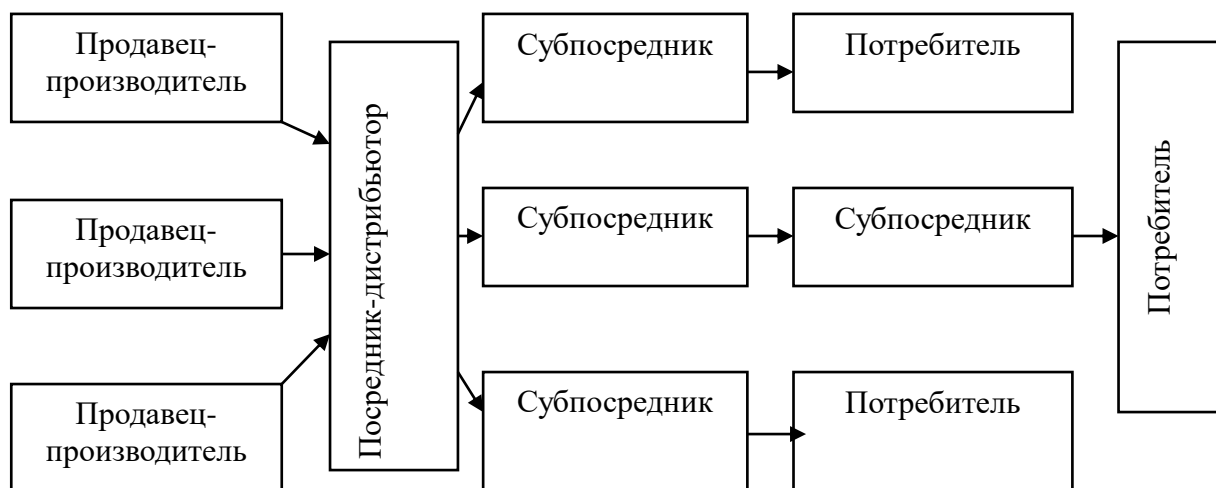 Продавец-
производитель
Продавец-
производитель
Продавец-
производитель
Посредник-дистрибьютор
Субпосредник
Потребитель
Субпосредник
Субпосредник
Субпосредник
Потребитель
Потребитель